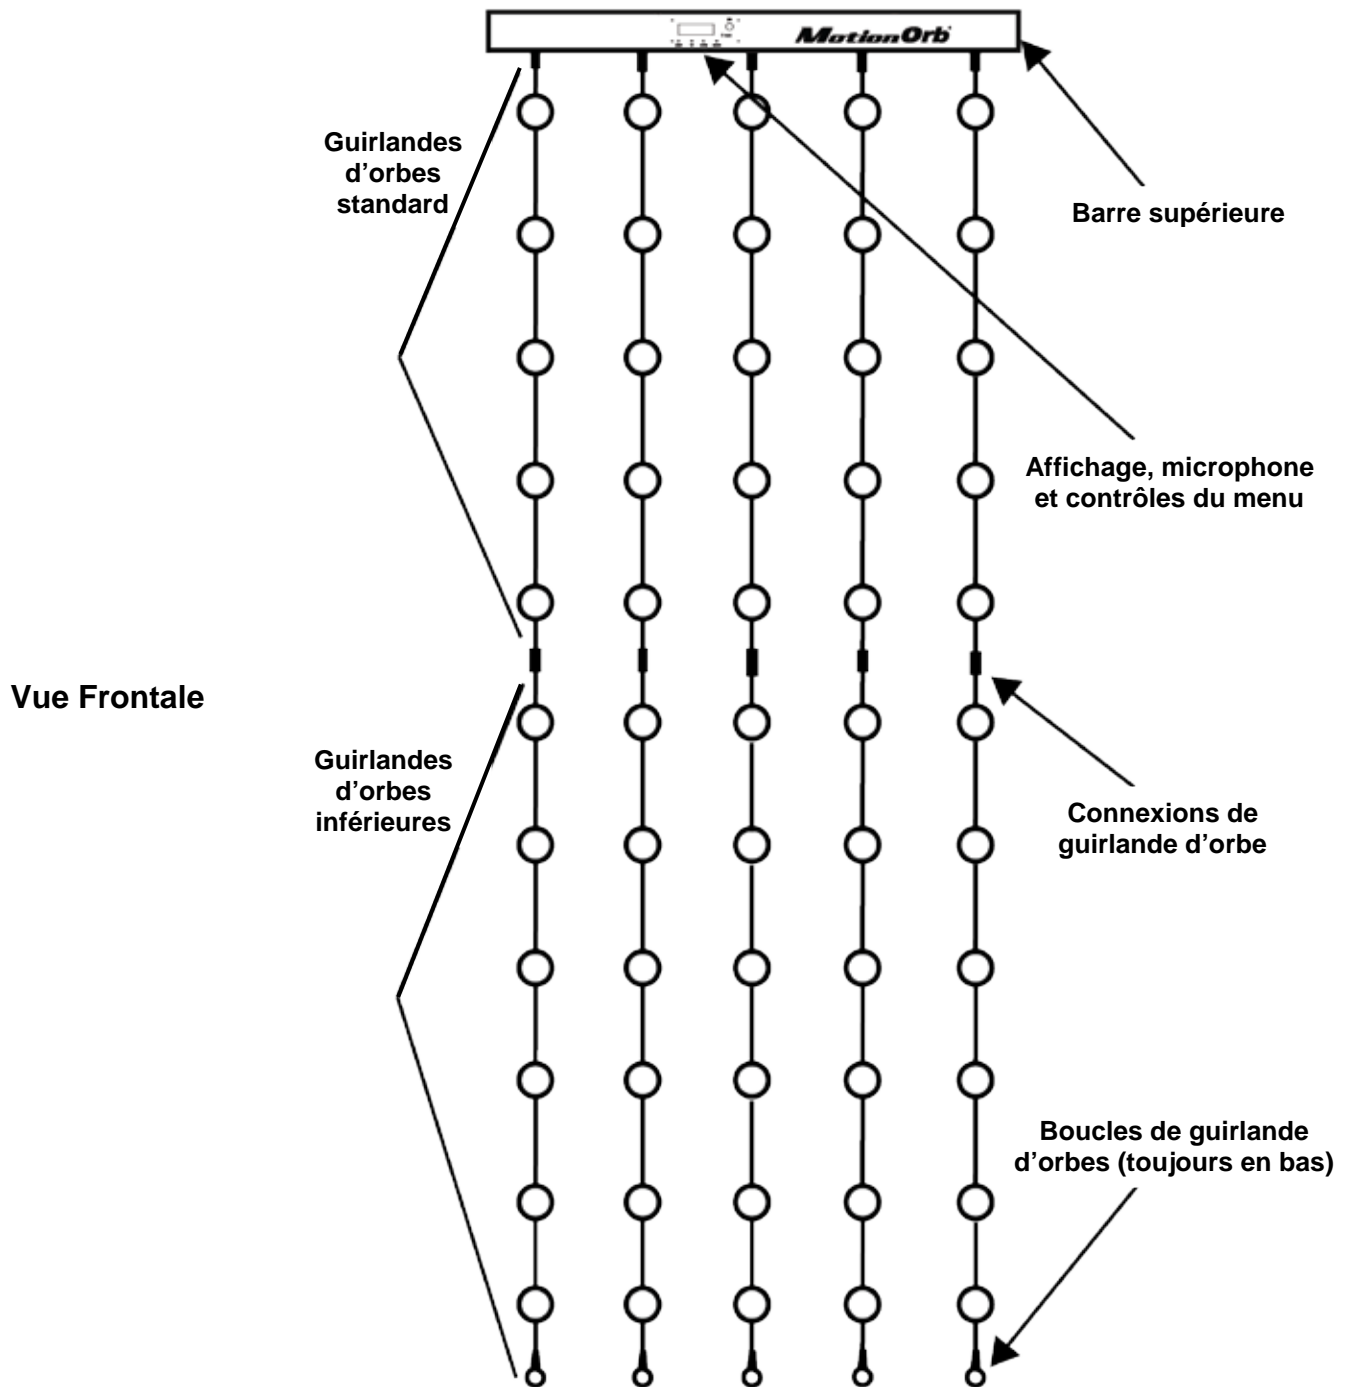 MotionOrb
Guirlandes
d’orbes
standard
Barre supérieure
Affichage, microphone
et contrôles du menu
Vue Frontale
Guirlandes
d’orbes
inférieures
Connexions de
guirlande d’orbe
Boucles de guirlande
d’orbes (toujours en bas)